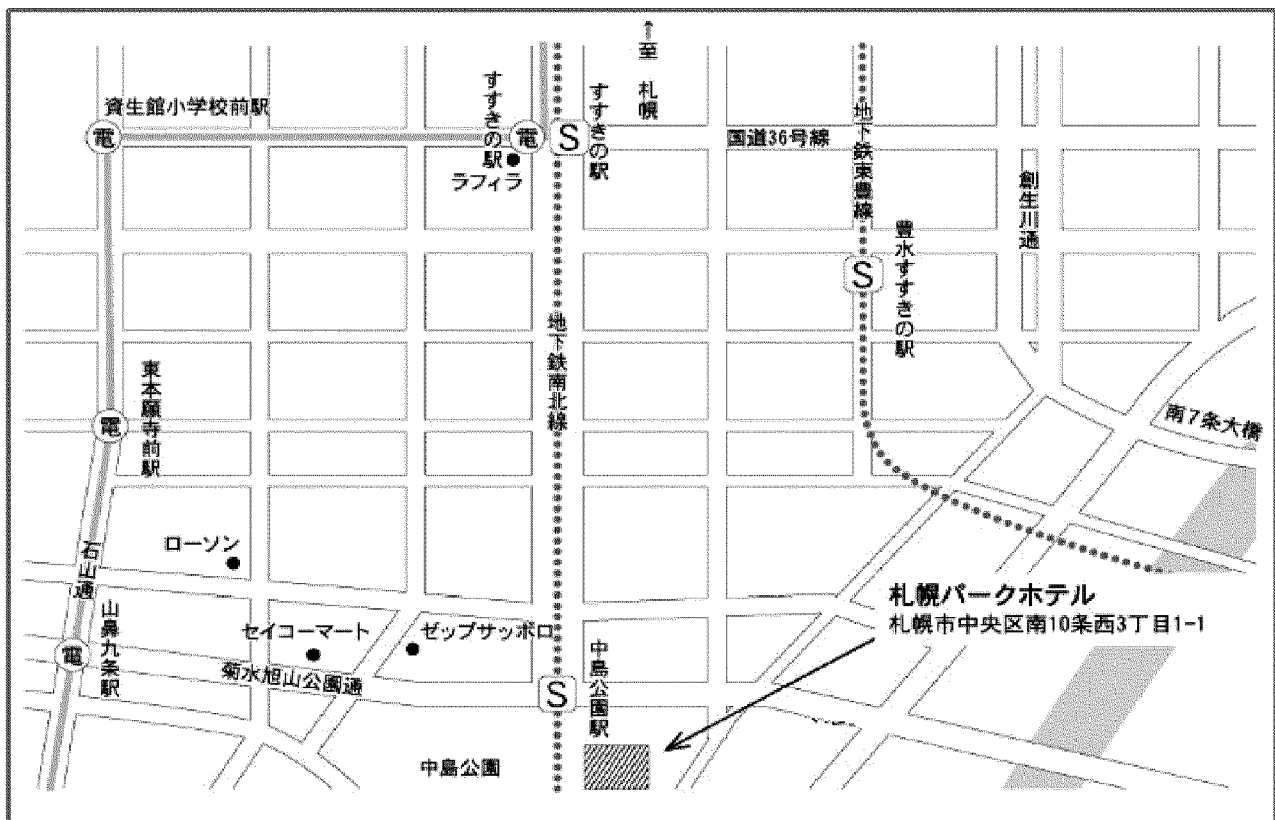 ↑至 札幌
資生館小学校前駅
電
すすきの駅
電
S
すすきの駅
ラフィラ
国道36号線
地下鉄東豊線
創生川通
S
豊水すすきの駅
地下鉄南北線
東本願寺前駅
電
南7条大橋
ローソン
石山通
札幌パークホテル
札幌市中央区南10条西3丁目1-1
山鼻九条駅
電
セイコーマート
ゼップサッポロ
菊水旭山公園通
S
中島公園駅
中島公園